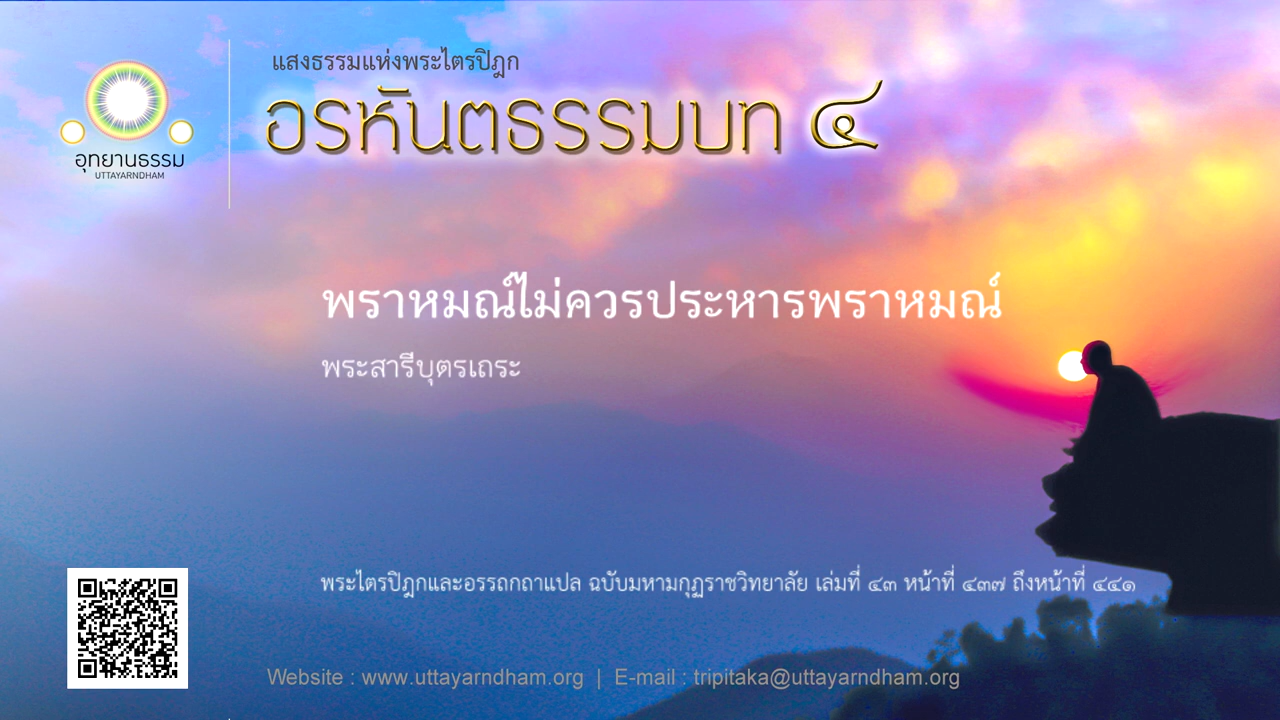 แสงธรรมแห่งพระไตรปิฎก
อรหันตธรรมบท ๔
อุทยานธรรม
UTTAYARNDHAM
พราหมณ์ไม่ควรประหารพราหมณ์
พระสารีบุตรเถระ
พระไตรปิฎกและอรรถกถาแปล ฉบับมหามกุฏราชวิทยาลัย เล่มที่ ๔๓ หน้าที่ ๔๓๗ ถึงหน้าที่ ๔๔๑
Website : www.uttayarndham.org | E-mail : tripitaka@uttayarndham.org